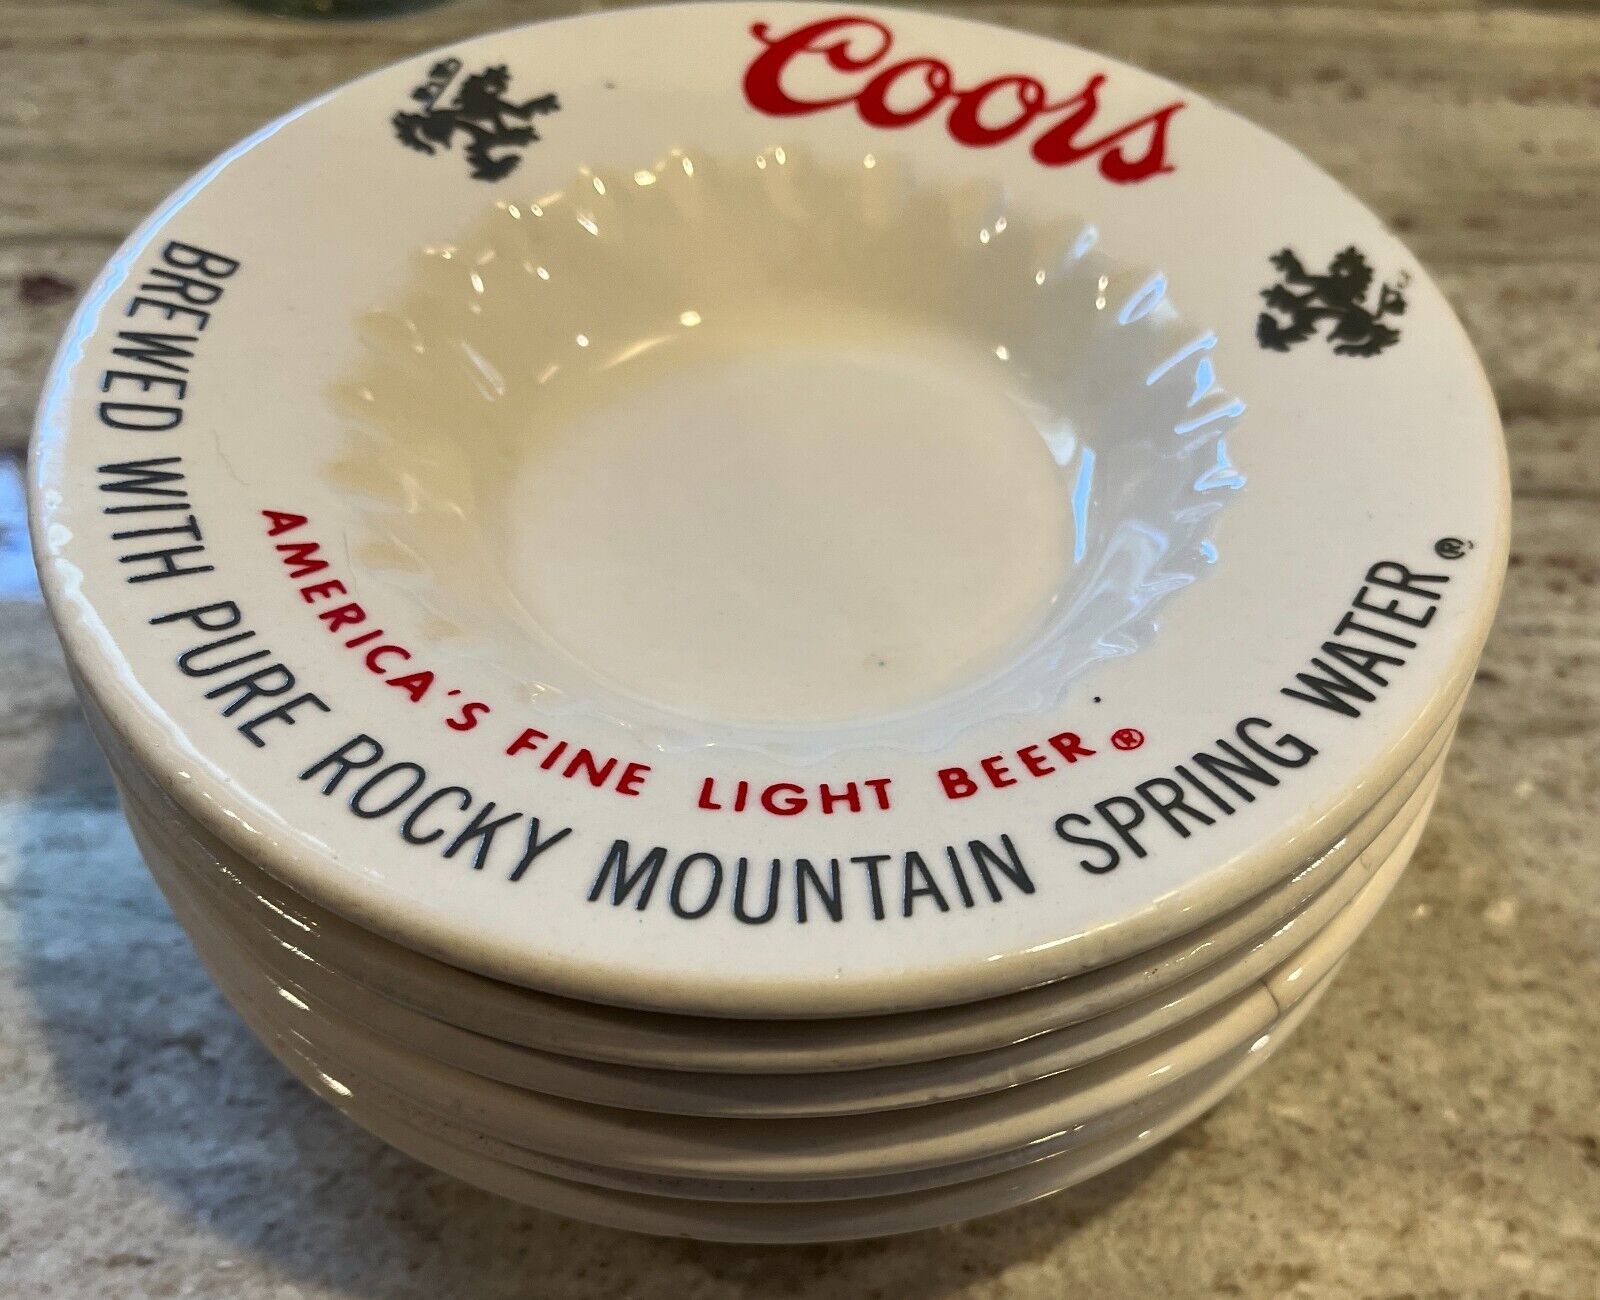 Coors
AMERICA'S FINE LIGHT BEER®
BREWED WITH PURE ROCKY MOUNTAIN SPRING WATER®